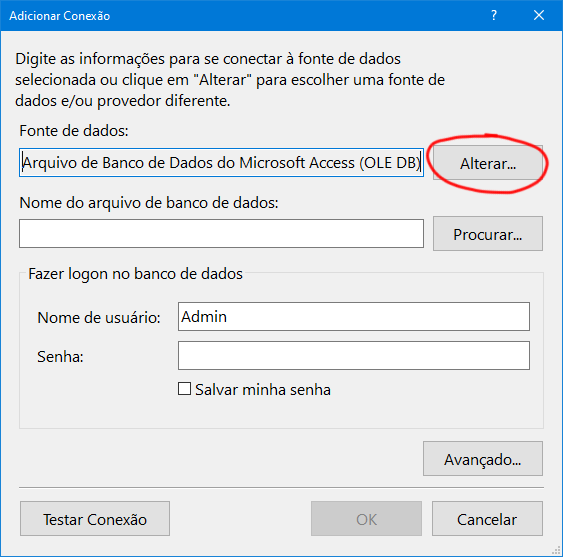 Adicionar Conexão
?
Digite as informações para se conectar à fonte de dados
selecionada ou clique em "Alterar" para escolher uma fonte de
dados e/ou provedor diferente.
Fonte de dados:
Arquivo de Banco de Dados do Microsoft Access (OLE DB)
Alterar...
Nome do arquivo de banco de dados:
Procurar...
Fazer logon no banco de dados
Nome de usuário:
Admin
Senha:
Salvar minha senha
Avançado...
Testar Conexão
OK
Cancelar